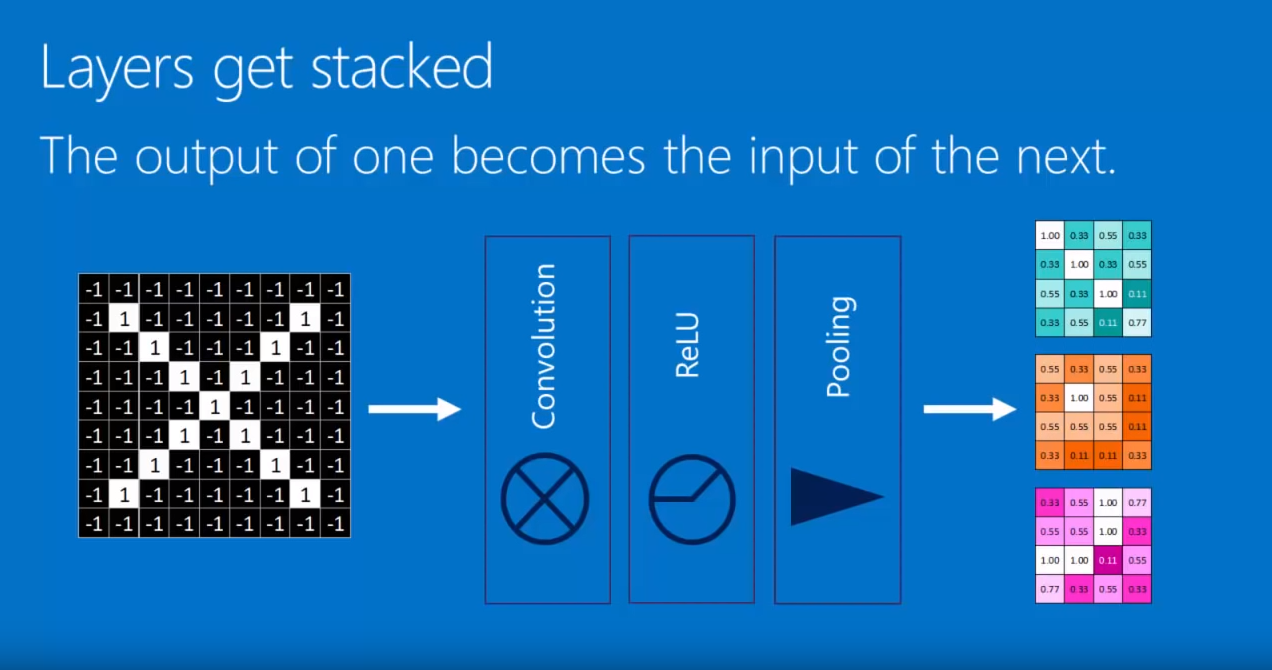 Layers get stacked
The output of one becomes the input of the next.
-1 -1 -1 -1 -1 -1 -1 -1 -1
-1 1 -1 -1 -1 -1 -1 1 -1
-1 -1 1 -1 -1 -1 1 -1 -1
-1 -1 -1 1 -1 1 -1 -1 -1
-1 -1 -1 -1 1 -1 -1 -1 -1
-1 -1 -1 1 -1 1 -1 -1 -1
-1 -1 1 -1 -1 -1 1 -1 -1
-1 1 -1 -1 -1 -1 -1 1 -1
-1 -1 -1 -1 -1 -1 -1 -1 -1
Convolution
ReLU
Pooling
1.00 0.33 0.55 0.33
0.33 1.00 0.33 0.55
0.55 0.33 1.00 0.11
0.33 0.55 0.11 0.77
0.55 0.33 0.55 0.33
0.33 1.00 0.55 0.11
0.55 0.55 0.55 0.11
0.33 0.11 0.11 0.33
0.33 0.55 1.00 0.77
0.55 0.55 1.00 0.33
1.00 1.00 0.11 0.55
0.77 0.33 0.55 0.33